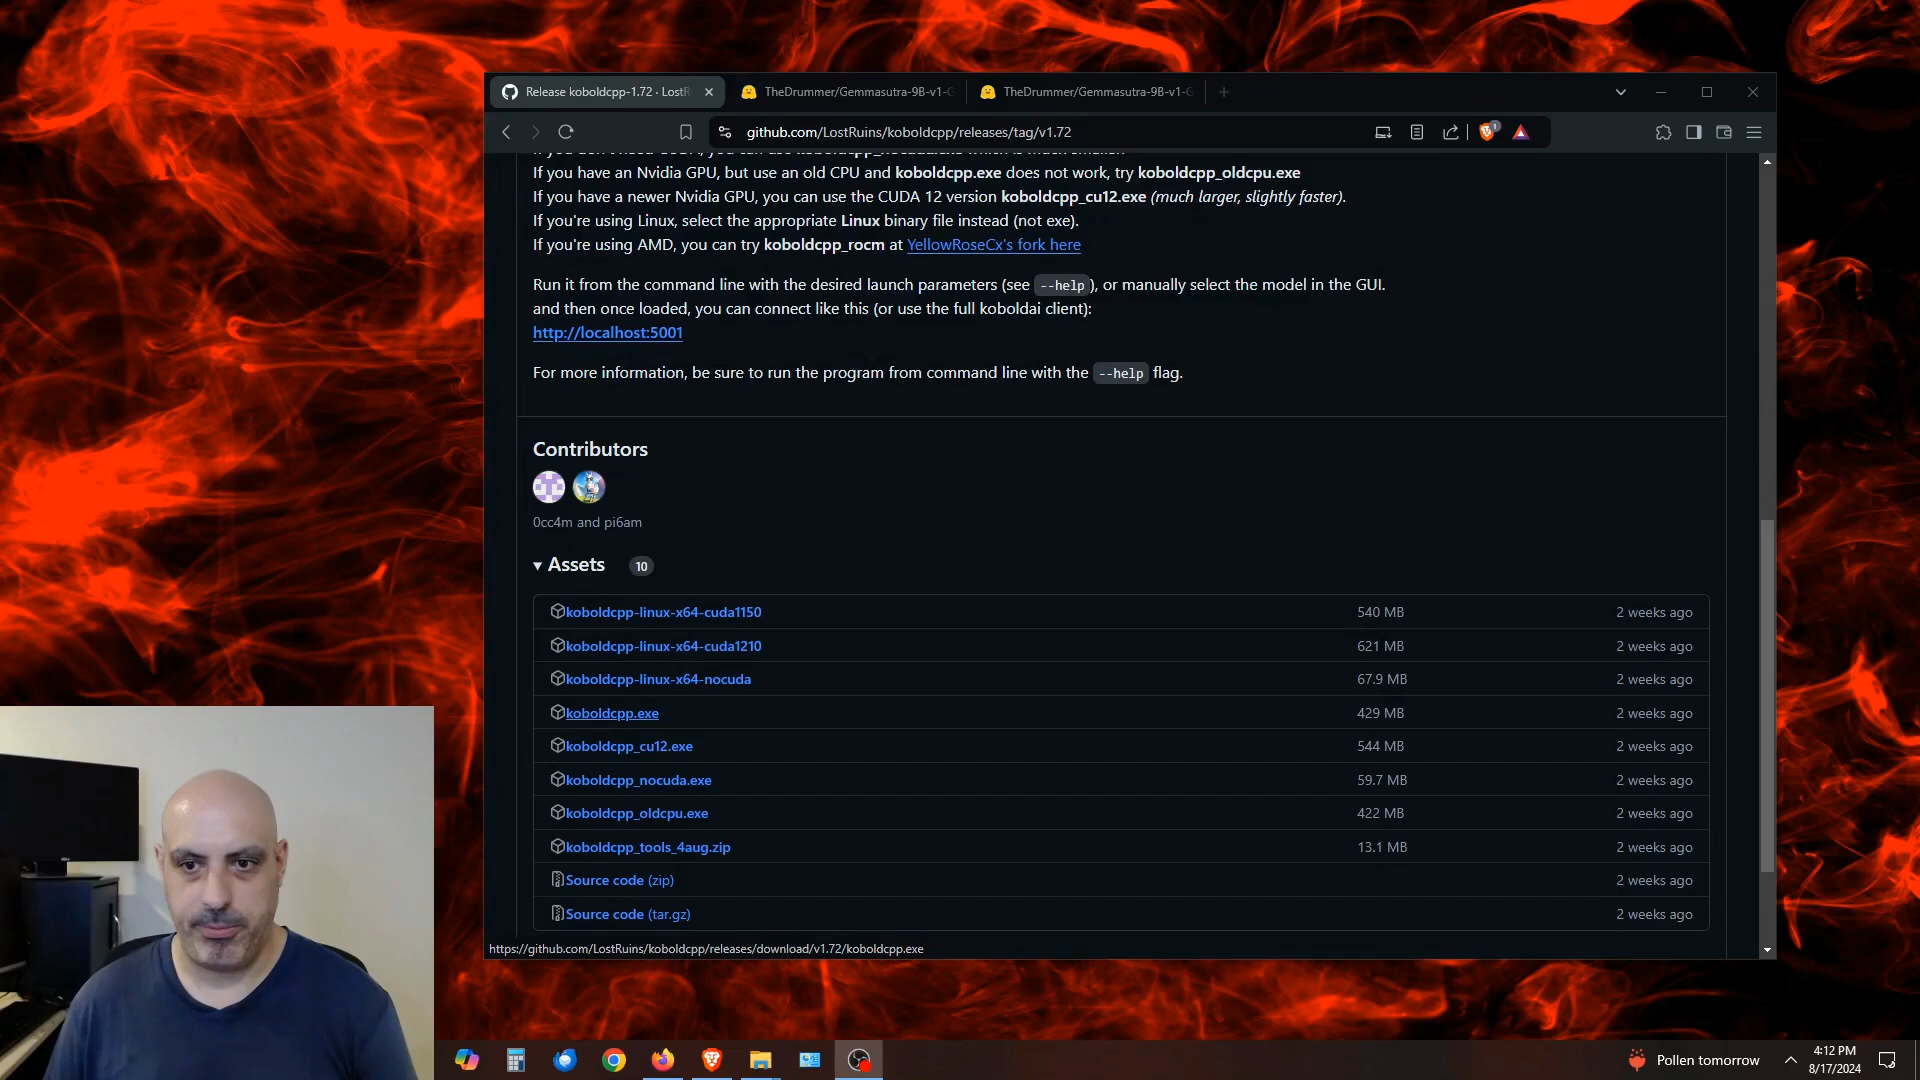 Release koboldcpp-1.72 · LostR
TheDrummer/Gemmasutra-9B-v1-G
TheDrummer/Gemmasutra-9B-v1-G
github.com/LostRuins/koboldcpp/releases/tag/v1.72
1
If you have an Nvidia GPU, but use an old CPU and koboldcpp.exe does not work, try koboldcpp_oldcpu.exe
If you have a newer Nvidia GPU, you can use the CUDA 12 version koboldcpp_cu12.exe (much larger, slightly faster).
If you're using Linux, select the appropriate Linux binary file instead (not exe).
If you're using AMD, you can try koboldcpp_rocm at YellowRoseCx's fork here
Run it from the command line with the desired launch parameters (see --help), or manually select the model in the GUI.
and then once loaded, you can connect like this (or use the full koboldai client):
http://localhost:5001
For more information, be sure to run the program from command line with the --help flag.
Contributors
0cc4m and pi6am
Assets 10
koboldcpp-linux-x64-cuda1150 540 MB 2 weeks ago
koboldcpp-linux-x64-cuda1210 621 MB 2 weeks ago
koboldcpp-linux-x64-nocuda 67.9 MB 2 weeks ago
koboldcpp.exe 429 MB 2 weeks ago
koboldcpp_cu12.exe 544 MB 2 weeks ago
koboldcpp_nocuda.exe 59.7 MB 2 weeks ago
koboldcpp_oldcpu.exe 422 MB 2 weeks ago
koboldcpp_tools_4aug.zip 13.1 MB 2 weeks ago
Source code (zip) 2 weeks ago
Source code (tar.gz) 2 weeks ago
https://github.com/LostRuins/koboldcpp/releases/download/v1.72/koboldcpp.exe
Pollen tomorrow
4:12 PM
8/17/2024